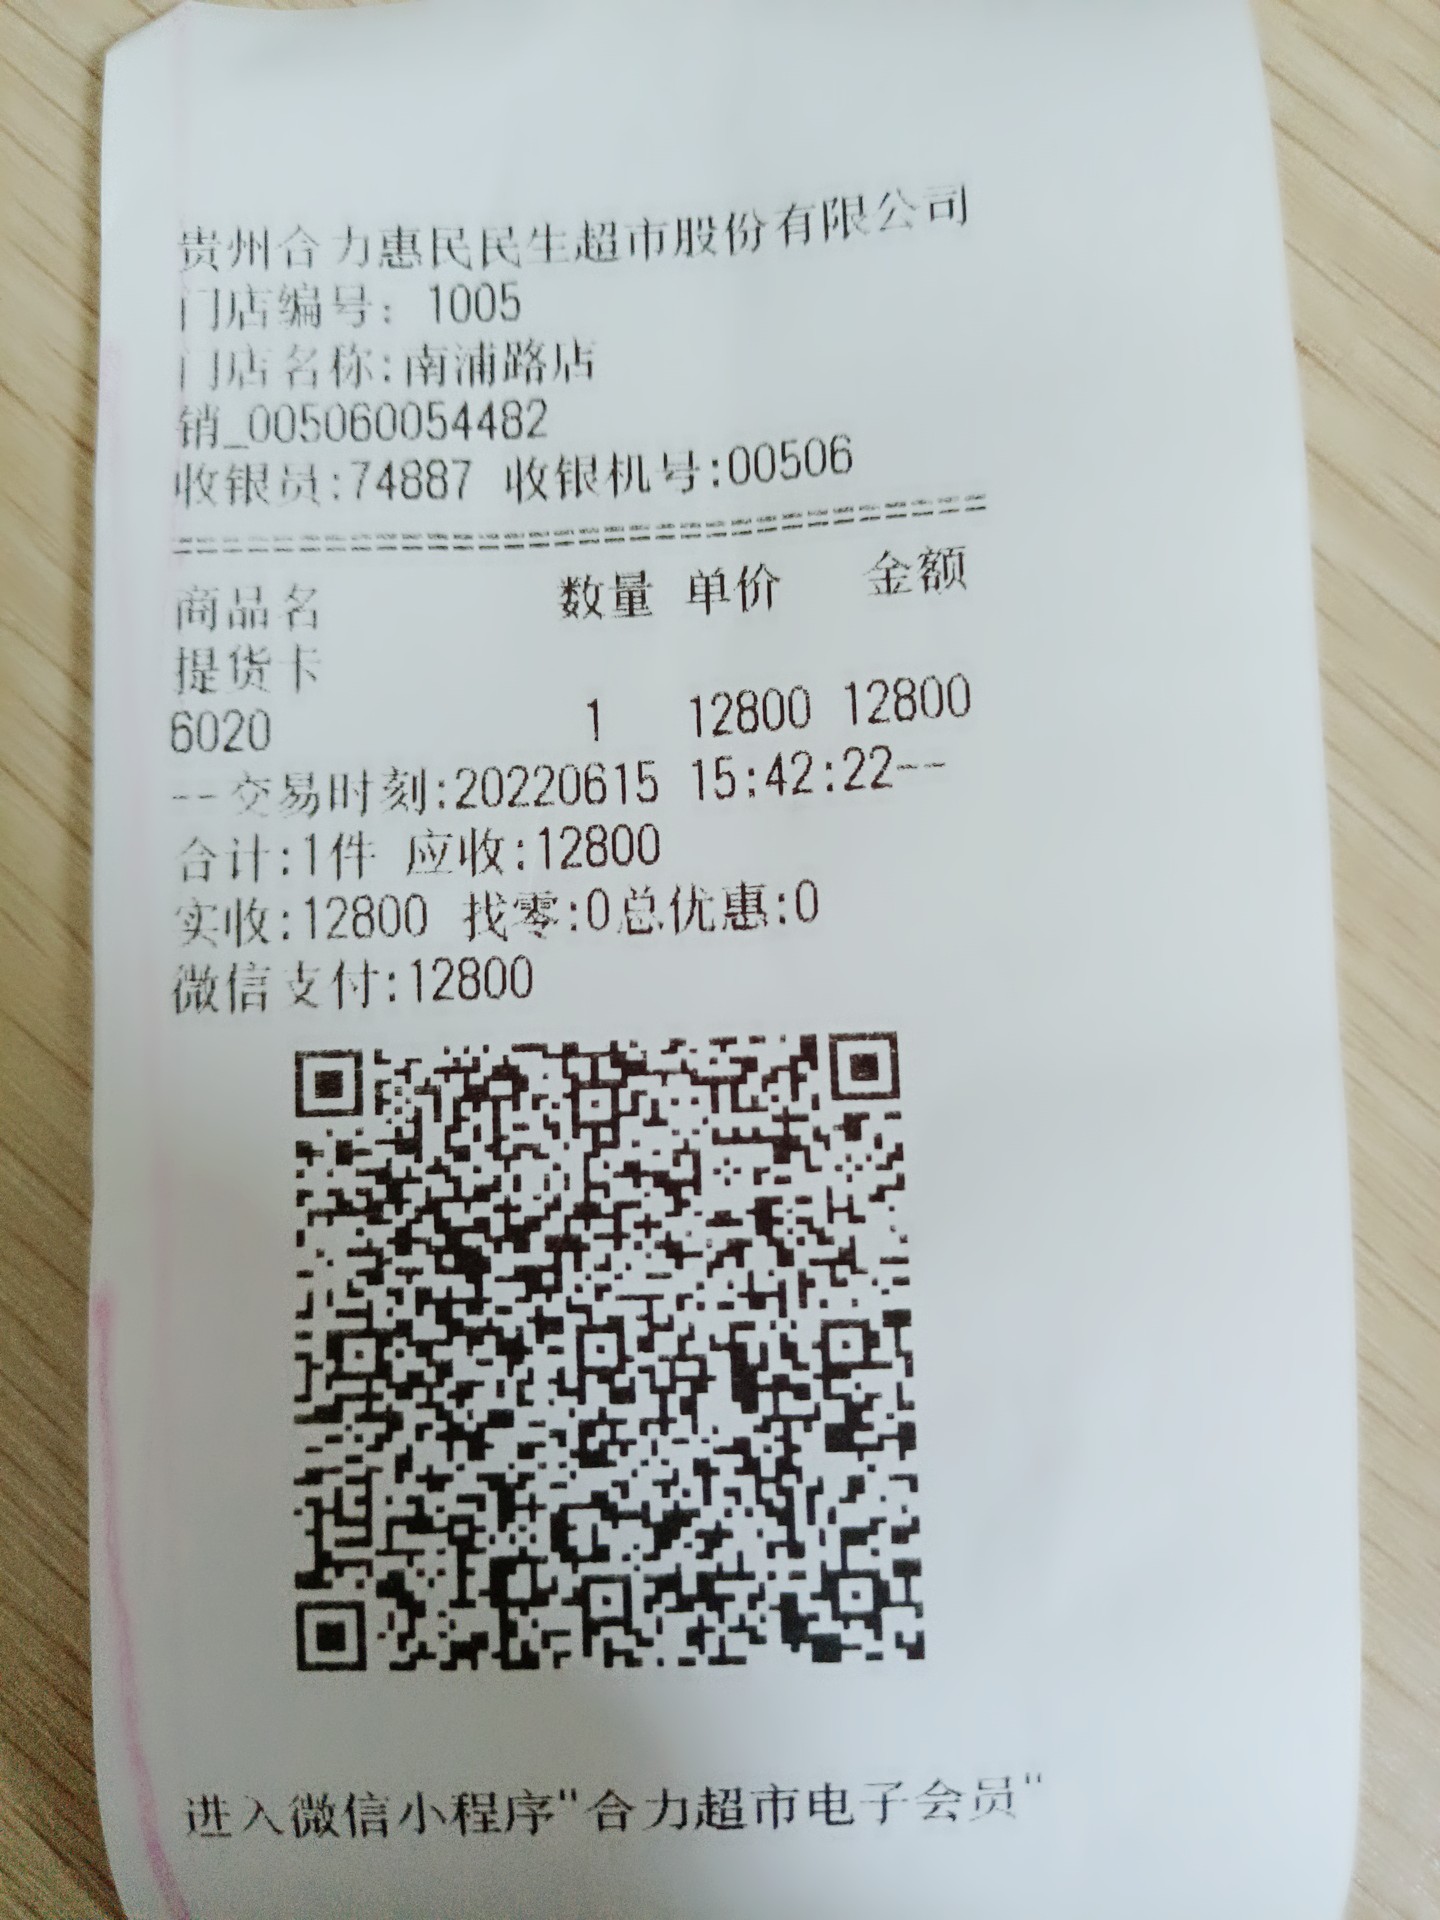 贵州合力惠民民生超市股份有限公司
门店编号: 1005
门店名称:南浦路店
销_005060054482
收银员:74887 收银机号:00506
商品名 数量 单价 金额
提货卡
6020 1 12800 12800
--交易时刻:20220615 15:42:22--
合计:1件 应收:12800
实收:12800 找零:0总优惠:0
微信支付:12800
进入微信小程序"合力超市电子会员"